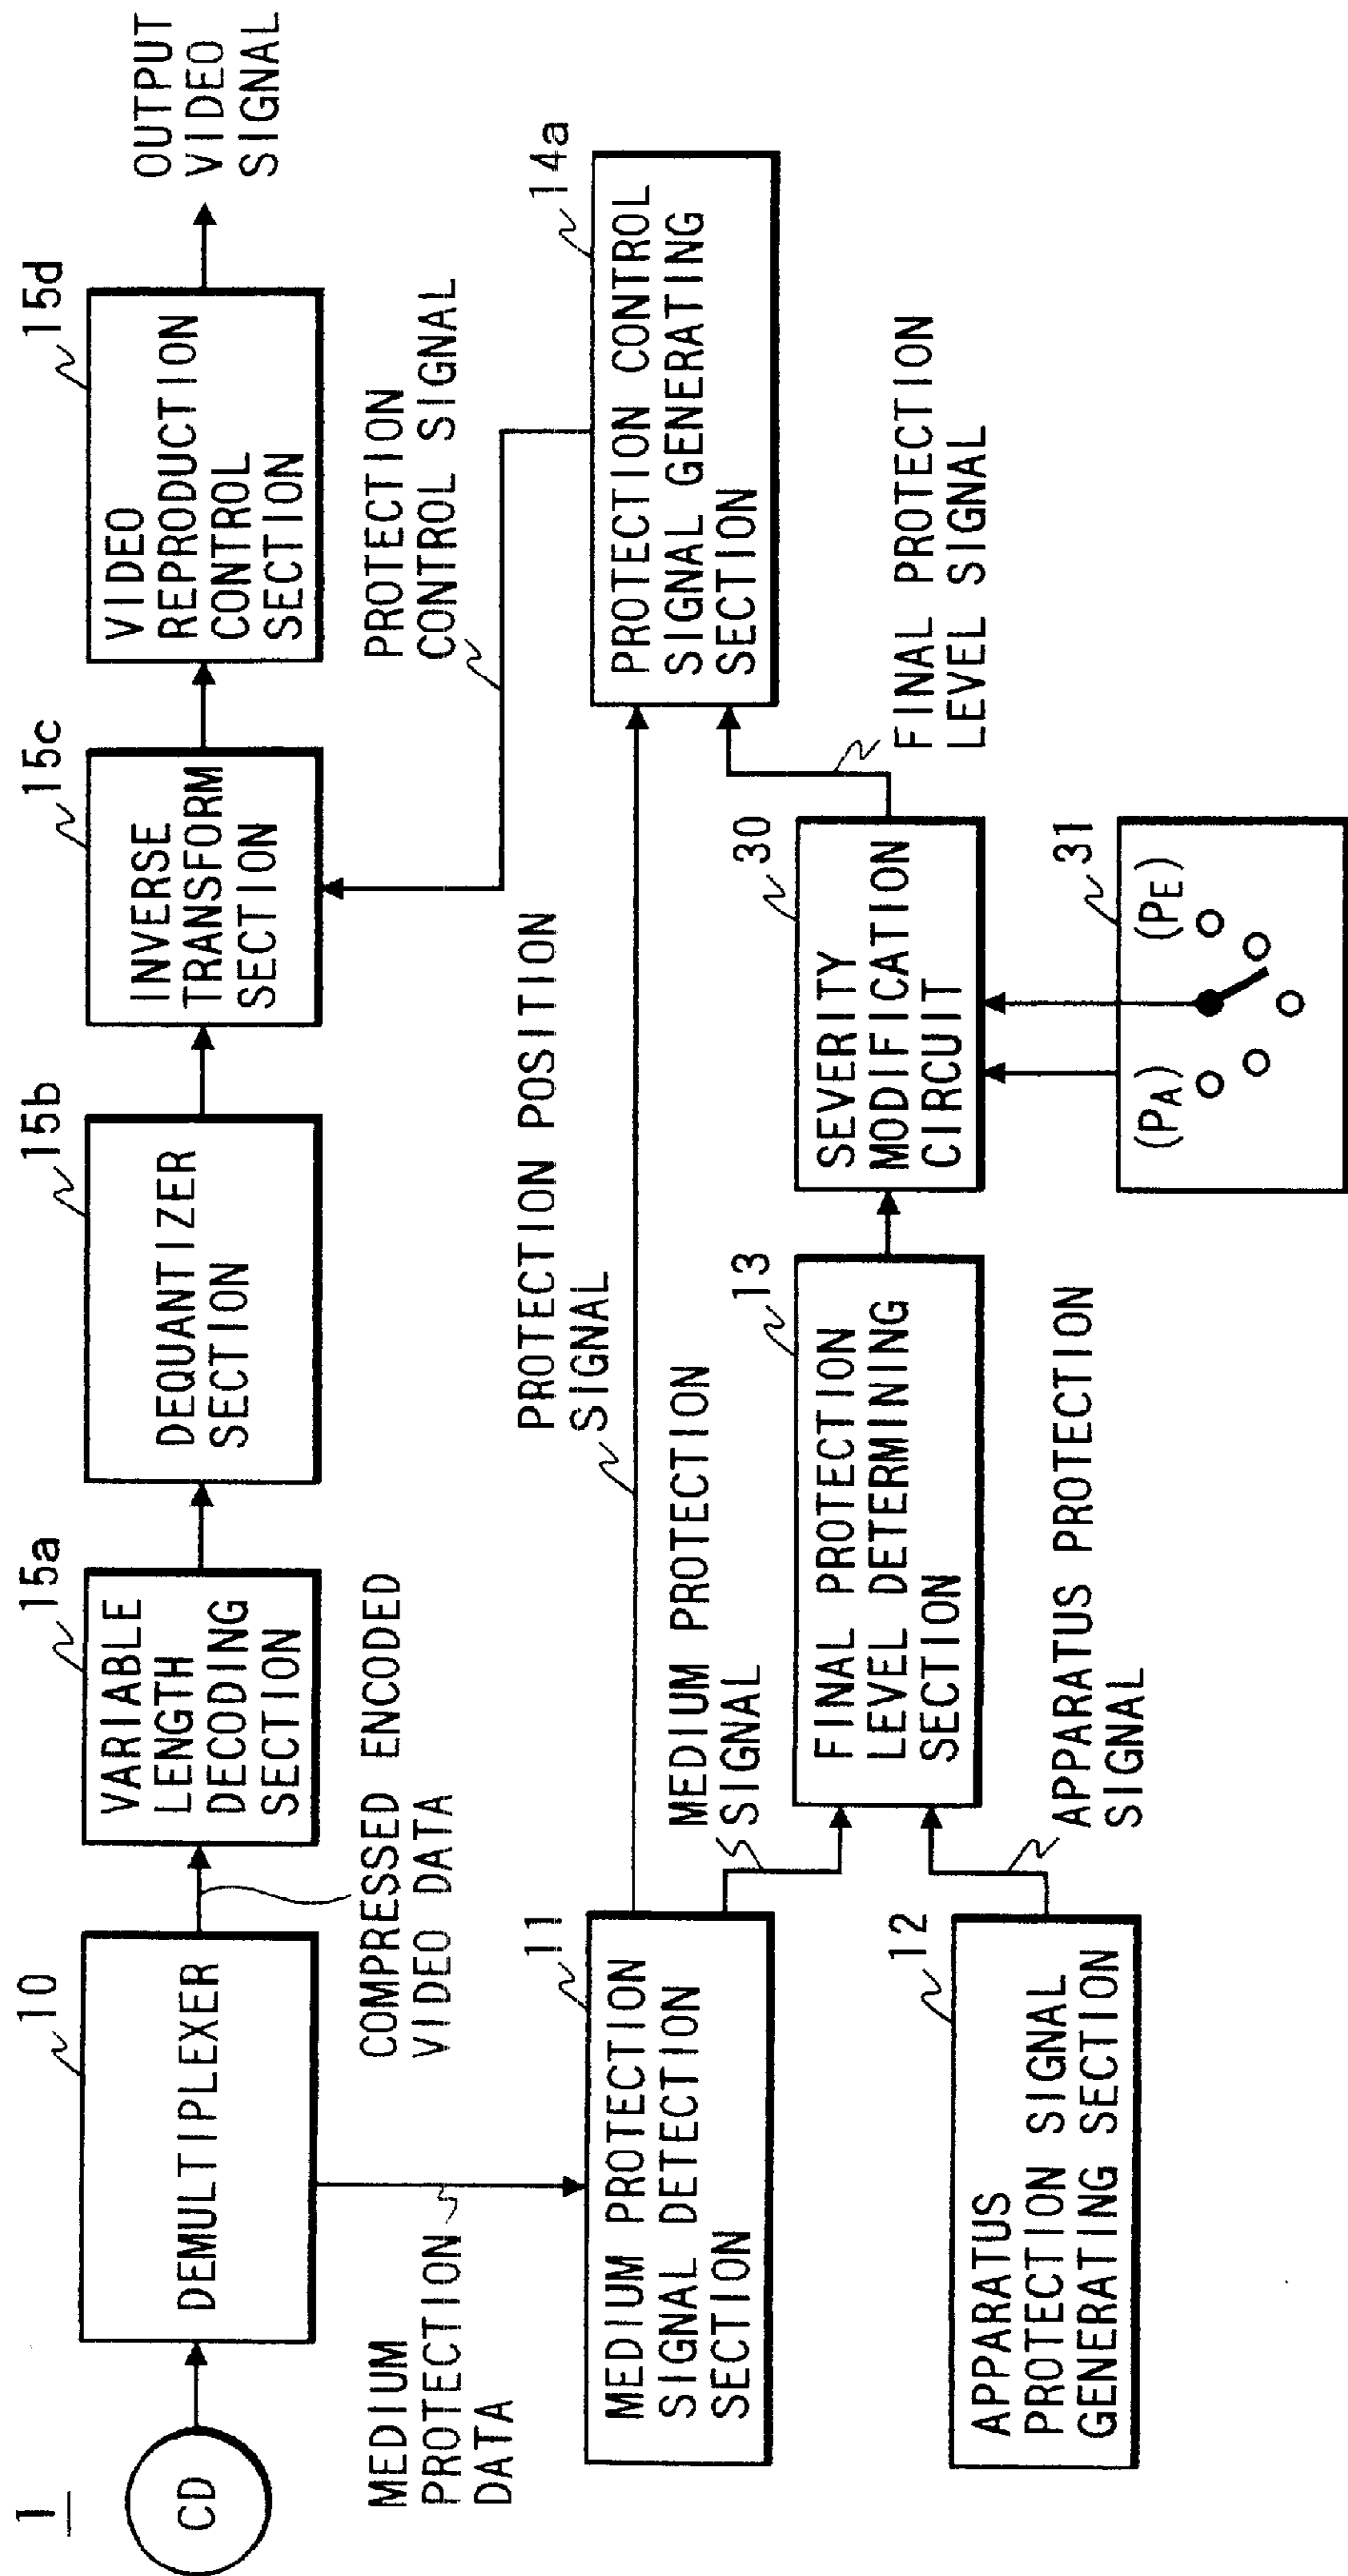 1
CD
10
DEMULTIPLEXER
COMPRESSED ENCODED
VIDEO DATA
15a
VARIABLE
LENGTH
DECODING
SECTION
15b
DEQUANTIZER
SECTION
15c
INVERSE
TRANSFORM
SECTION
15d
VIDEO
REPRODUCTION
CONTROL
SECTION
OUTPUT
VIDEO
SIGNAL
MEDIUM
PROTECTION
DATA
PROTECTION
CONTROL SIGNAL
11
MEDIUM PROTECTION
SIGNAL DETECTION
SECTION
PROTECTION POSITION
SIGNAL
14a
PROTECTION CONTROL
SIGNAL GENERATING
SECTION
MEDIUM PROTECTION
SIGNAL
13
FINAL PROTECTION
LEVEL DETERMINING
SECTION
30
SEVERITY
MODIFICATION
CIRCUIT
FINAL PROTECTION
LEVEL SIGNAL
12
APPARATUS
PROTECTION SIGNAL
GENERATING SECTION
APPARATUS PROTECTION
SIGNAL
31
(PA)
(PE)